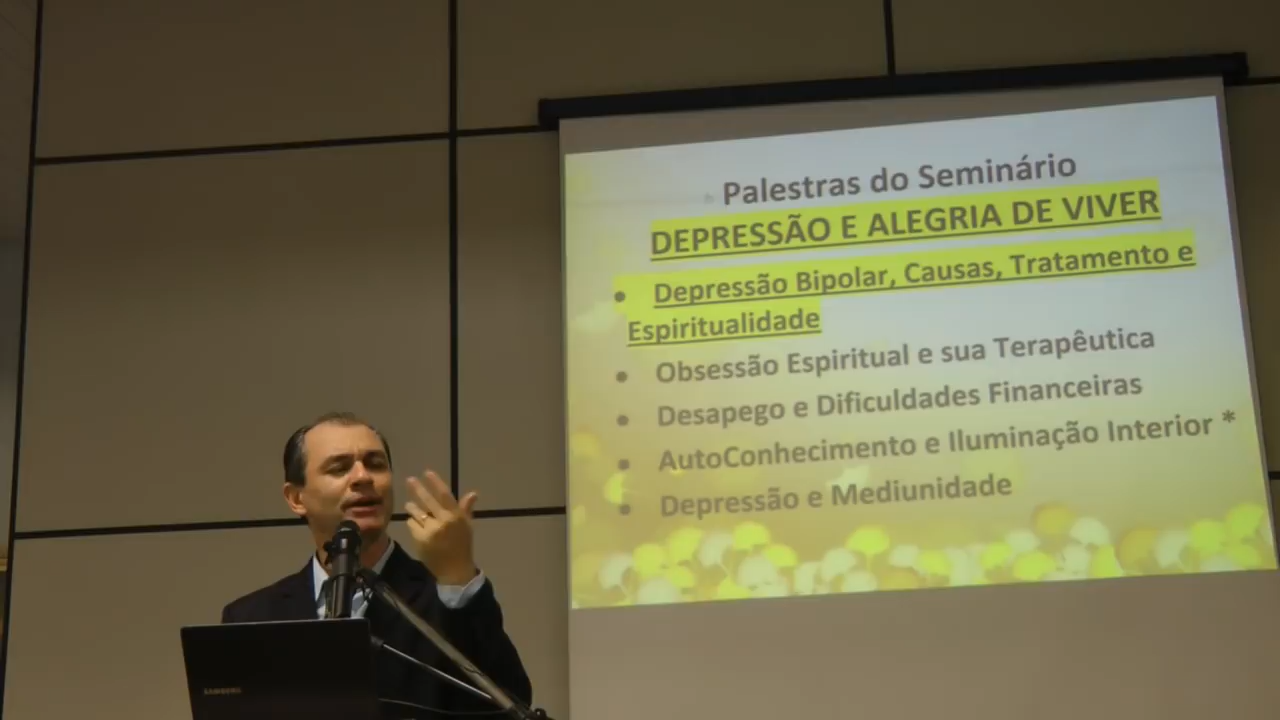 Palestras do Seminário
DEPRESSÃO E ALEGRIA DE VIVER
• Depressão Bipolar, Causas, Tratamento e
Espiritualidade
• Obsessão Espiritual e sua Terapêutica
• Desapego e Dificuldades Financeiras
• AutoConhecimento e Iluminação Interior *
• Depressão e Mediunidade
SAMSUNG